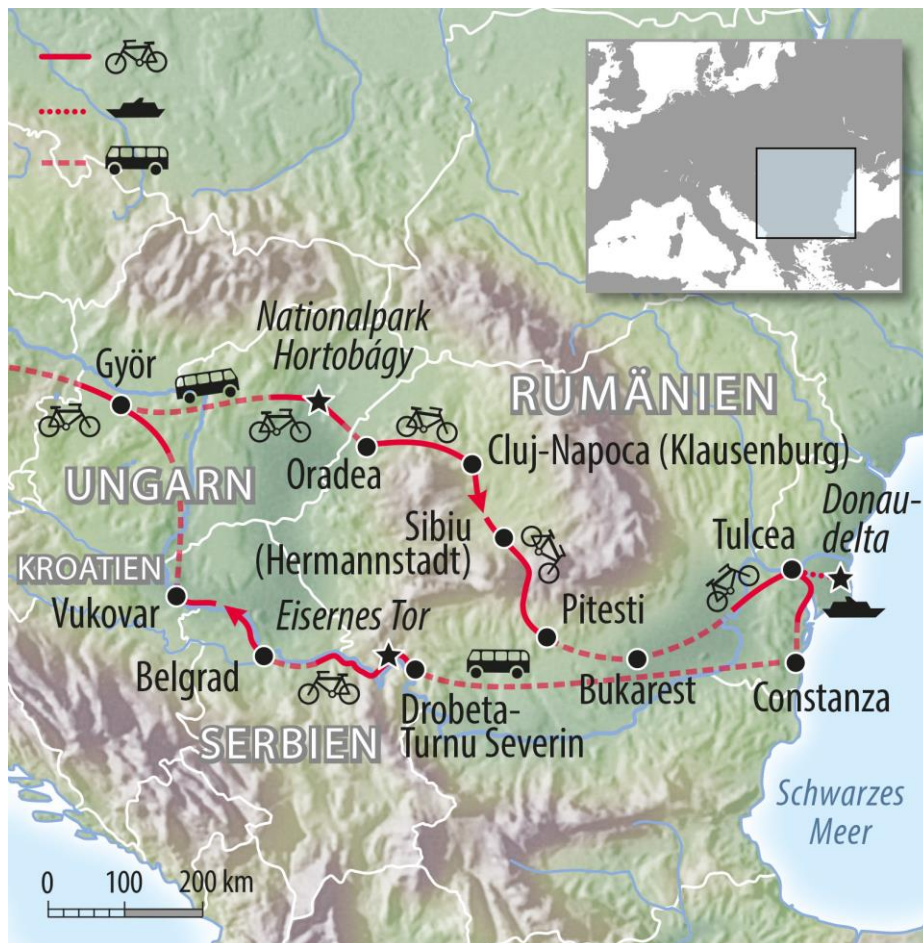 Nationalpark
Hortobágy
Györ
RUMÄNIEN
Oradea
Cluj-Napoca (Klausenburg)
UNGARN
Sibiu
(Hermannstadt)
Donau-
delta
Tulcea
KROATIEN
Vukovar
Eisernes Tor
Pitesti
Belgrad
Bukarest
Constanza
Drobeta-
Turnu Severin
SERBIEN
Schwarzes
Meer
0 100 200 km